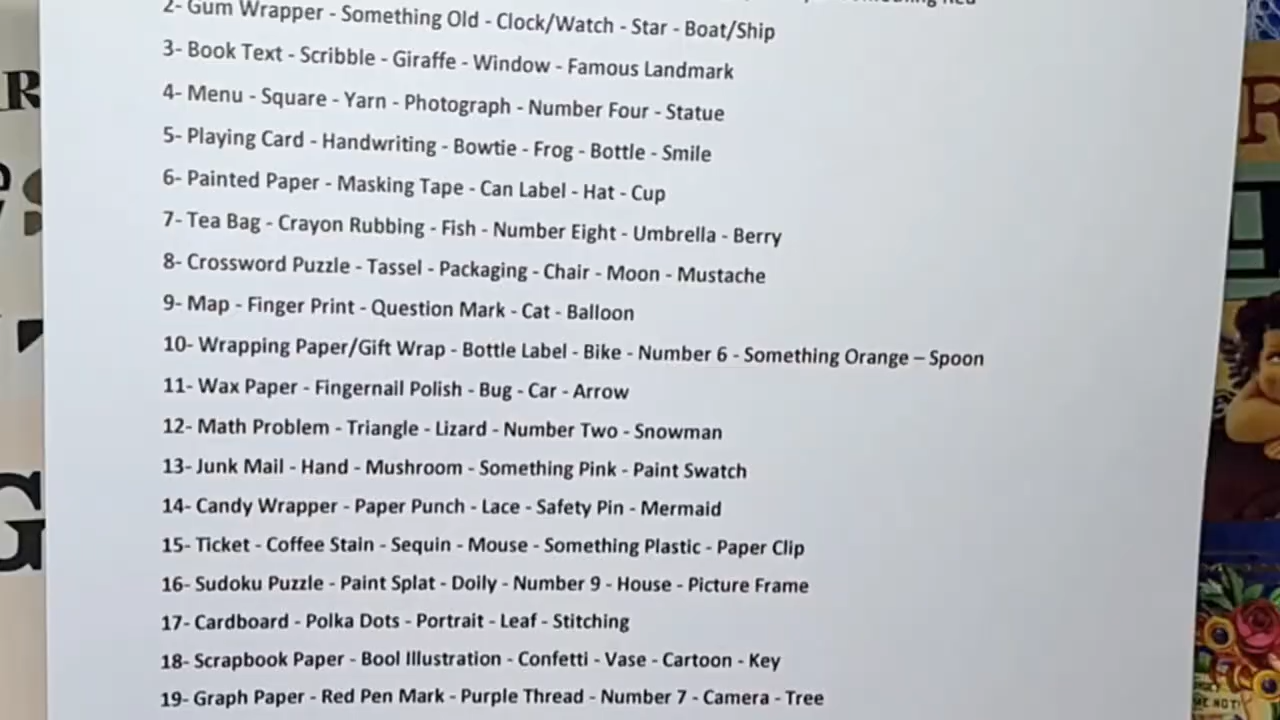 2- Gum Wrapper - Something Old - Clock/Watch - Star - Boat/Ship
3- Book Text - Scribble - Giraffe - Window - Famous Landmark
4- Menu - Square - Yarn - Photograph - Number Four - Statue
5- Playing Card - Handwriting - Bowtie - Frog - Bottle - Smile
6- Painted Paper - Masking Tape - Can Label - Hat - Cup
7- Tea Bag - Crayon Rubbing - Fish - Number Eight - Umbrella - Berry
8- Crossword Puzzle - Tassel - Packaging - Chair - Moon - Mustache
9- Map - Finger Print - Question Mark - Cat - Balloon
10- Wrapping Paper/Gift Wrap - Bottle Label - Bike - Number 6 - Something Orange – Spoon
11- Wax Paper - Fingernail Polish - Bug - Car - Arrow
12- Math Problem - Triangle - Lizard - Number Two - Snowman
13- Junk Mail - Hand - Mushroom - Something Pink - Paint Swatch
14- Candy Wrapper - Paper Punch - Lace - Safety Pin - Mermaid
15- Ticket - Coffee Stain - Sequin - Mouse - Something Plastic - Paper Clip
16- Sudoku Puzzle - Paint Splat - Doily - Number 9 - House - Picture Frame
17- Cardboard - Polka Dots - Portrait - Leaf - Stitching
18- Scrapbook Paper - Bool Illustration - Confetti - Vase - Cartoon - Key
19- Graph Paper - Red Pen Mark - Purple Thread - Number 7 - Camera - Tree
R
G
R
ME NOT